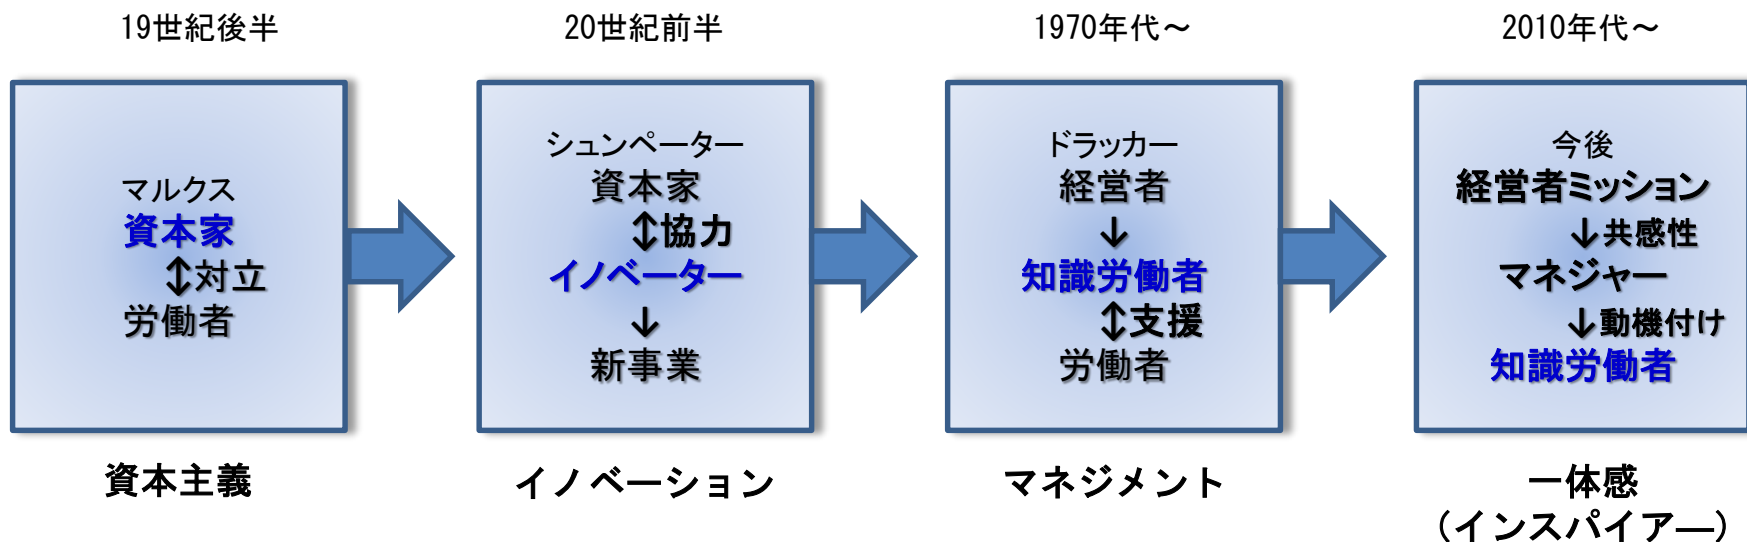 19世紀後半
マルクス
資本家
↕対立
労働者
資本主義
20世紀前半
シュンペーター
資本家
↕協力
イノベーター
↓
新事業
イノベーション
1970年代～
ドラッカー
経営者
↓
知識労働者
↕支援
労働者
マネジメント
2010年代～
今後
経営者ミッション
↓共感性
マネジャー
↓動機付け
知識労働者
一体感
（インスパイアー）